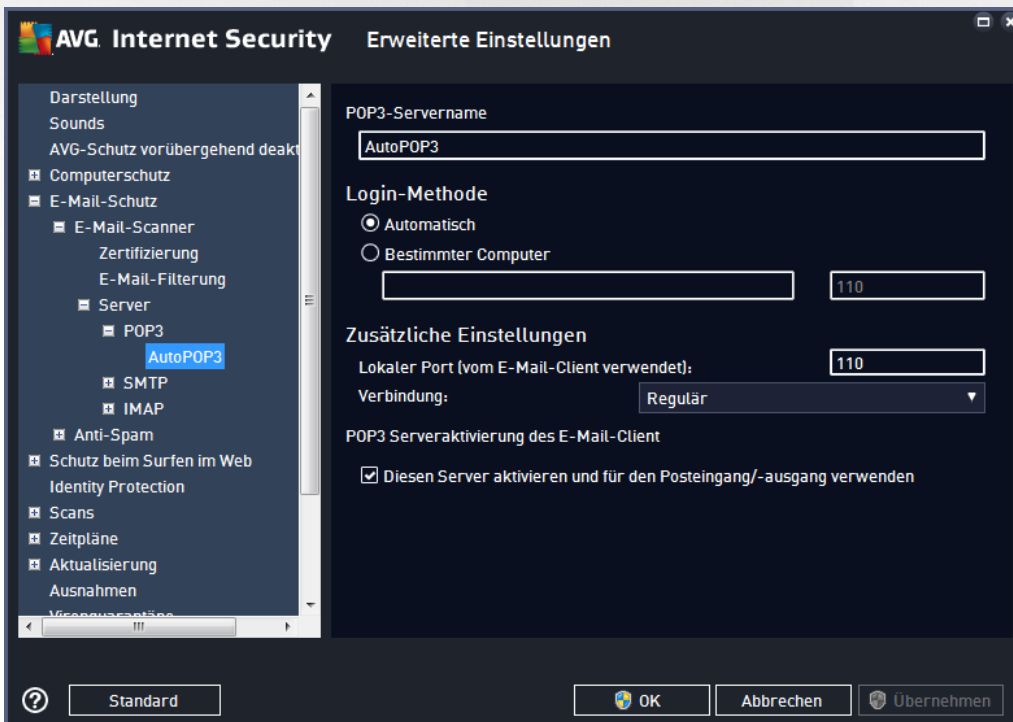 AVG Internet Security Erweiterte Einstellungen
Darstellung
Sounds
AVG-Schutz vorübergehend deakt
Computerschutz
E-Mail-Schutz
E-Mail-Scanner
Zertifizierung
E-Mail-Filterung
Server
POP3
AutoPOP3
SMTP
IMAP
Anti-Spam
Schutz beim Surfen im Web
Identity Protection
Scans
Zeitpläne
Aktualisierung
Ausnahmen
POP3-Servername
AutoPOP3
Login-Methode
Automatisch
Bestimmter Computer
110
Zusätzliche Einstellungen
Lokaler Port (vom E-Mail-Client verwendet): 110
Verbindung: Regulär
POP3 Serveraktivierung des E-Mail-Client
Diesen Server aktivieren und für den Posteingang/-ausgang verwenden
? Standard OK Abbrechen Übernehmen